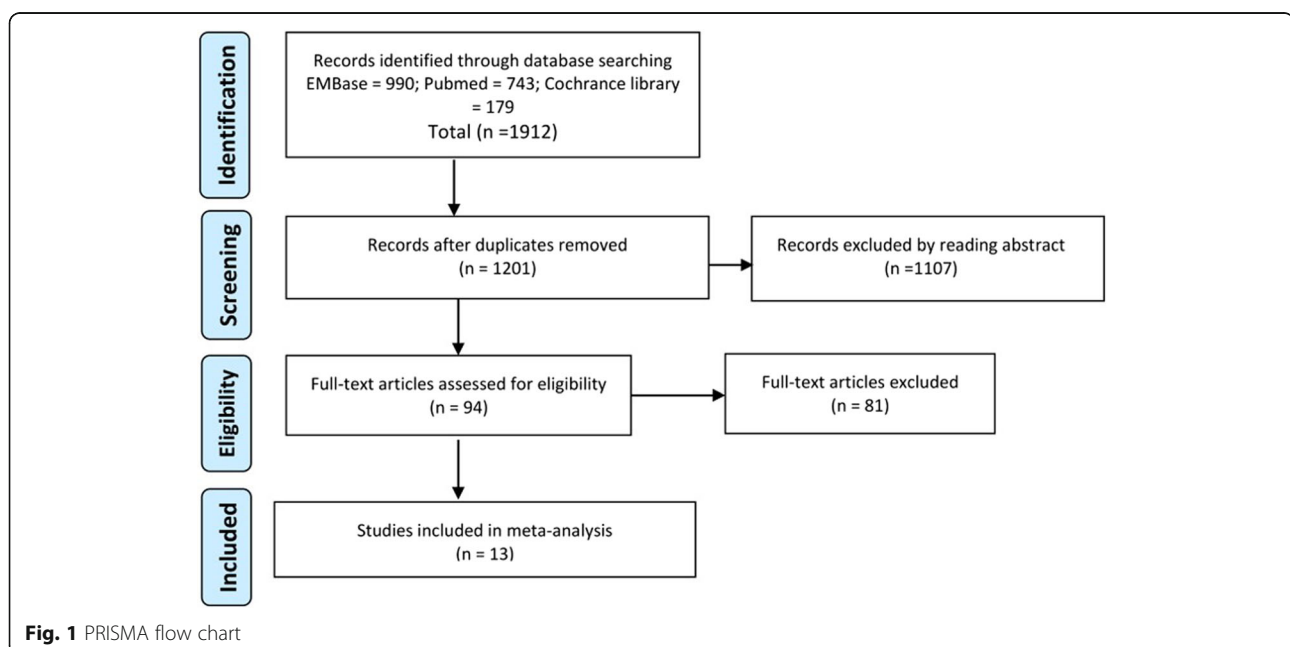 Identification
Records identified through database searching
EMBase = 990; Pubmed = 743; Cochrance library
= 179
Total (n =1912)
Screening
Records after duplicates removed
(n = 1201)
Records excluded by reading abstract
(n =1107)
Eligibility
Full-text articles assessed for eligibility
(n = 94)
Full-text articles excluded
(n = 81)
Included
Studies included in meta-analysis
(n = 13)
Fig. 1 PRISMA flow chart